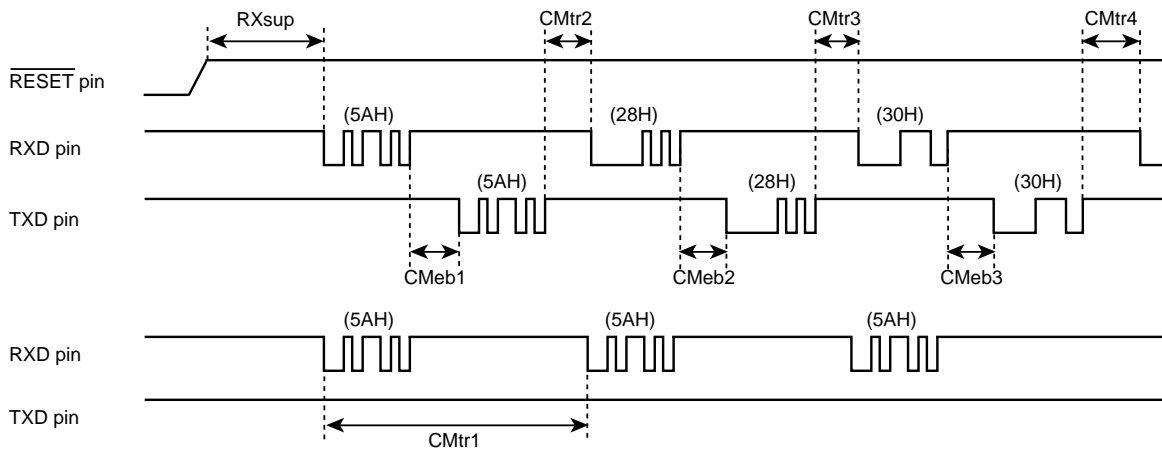 RXsup
CMtr2
CMtr3
CMtr4
RESET pin
(5AH)
(28H)
(30H)
RXD pin
(5AH)
(28H)
(30H)
TXD pin
CMeb1
CMeb2
CMeb3
(5AH)
(5AH)
(5AH)
RXD pin
TXD pin
CMtr1